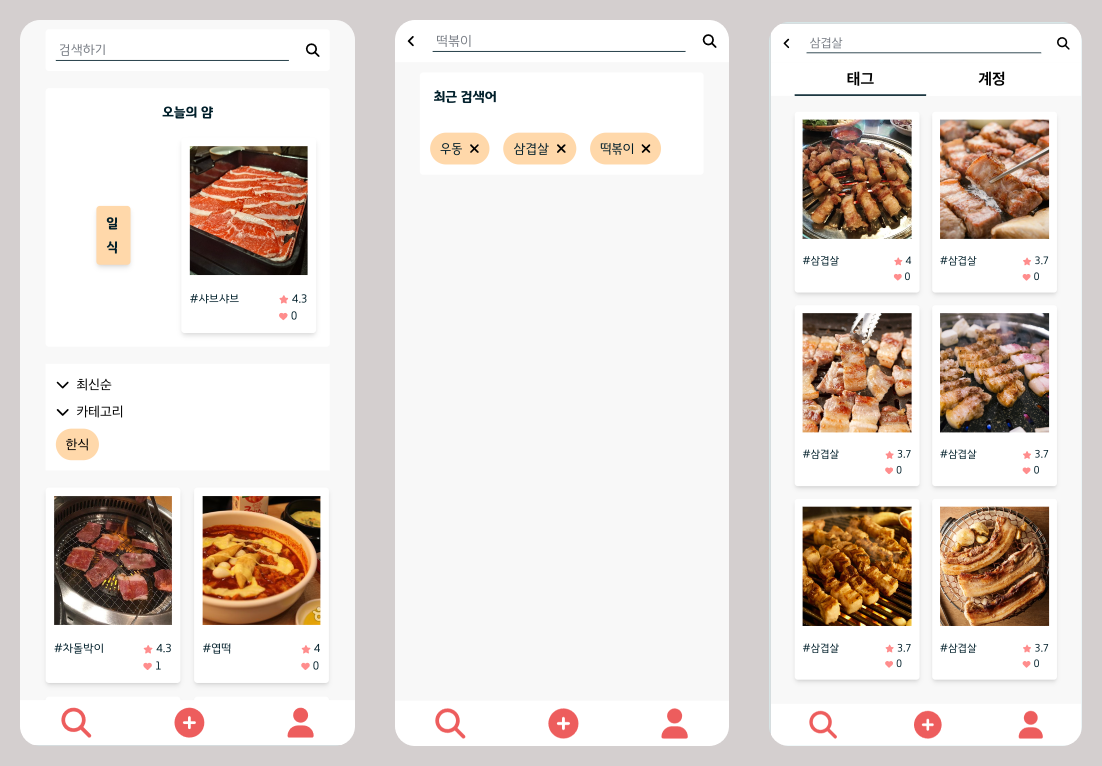 검색하기
오늘의 얌
일
식
#샤브샤브
4.3
0
최신순
카테고리
한식
#차돌박이
4.3
1
#엽떡
4
0
떡볶이
최근 검색어
우동
삼겹살
떡볶이
삼겹살
태그
계정
#삼겹살
4
0
#삼겹살
3.7
0
#삼겹살
3.7
0
#삼겹살
3.7
0
#삼겹살
3.7
0
#삼겹살
3.7
0